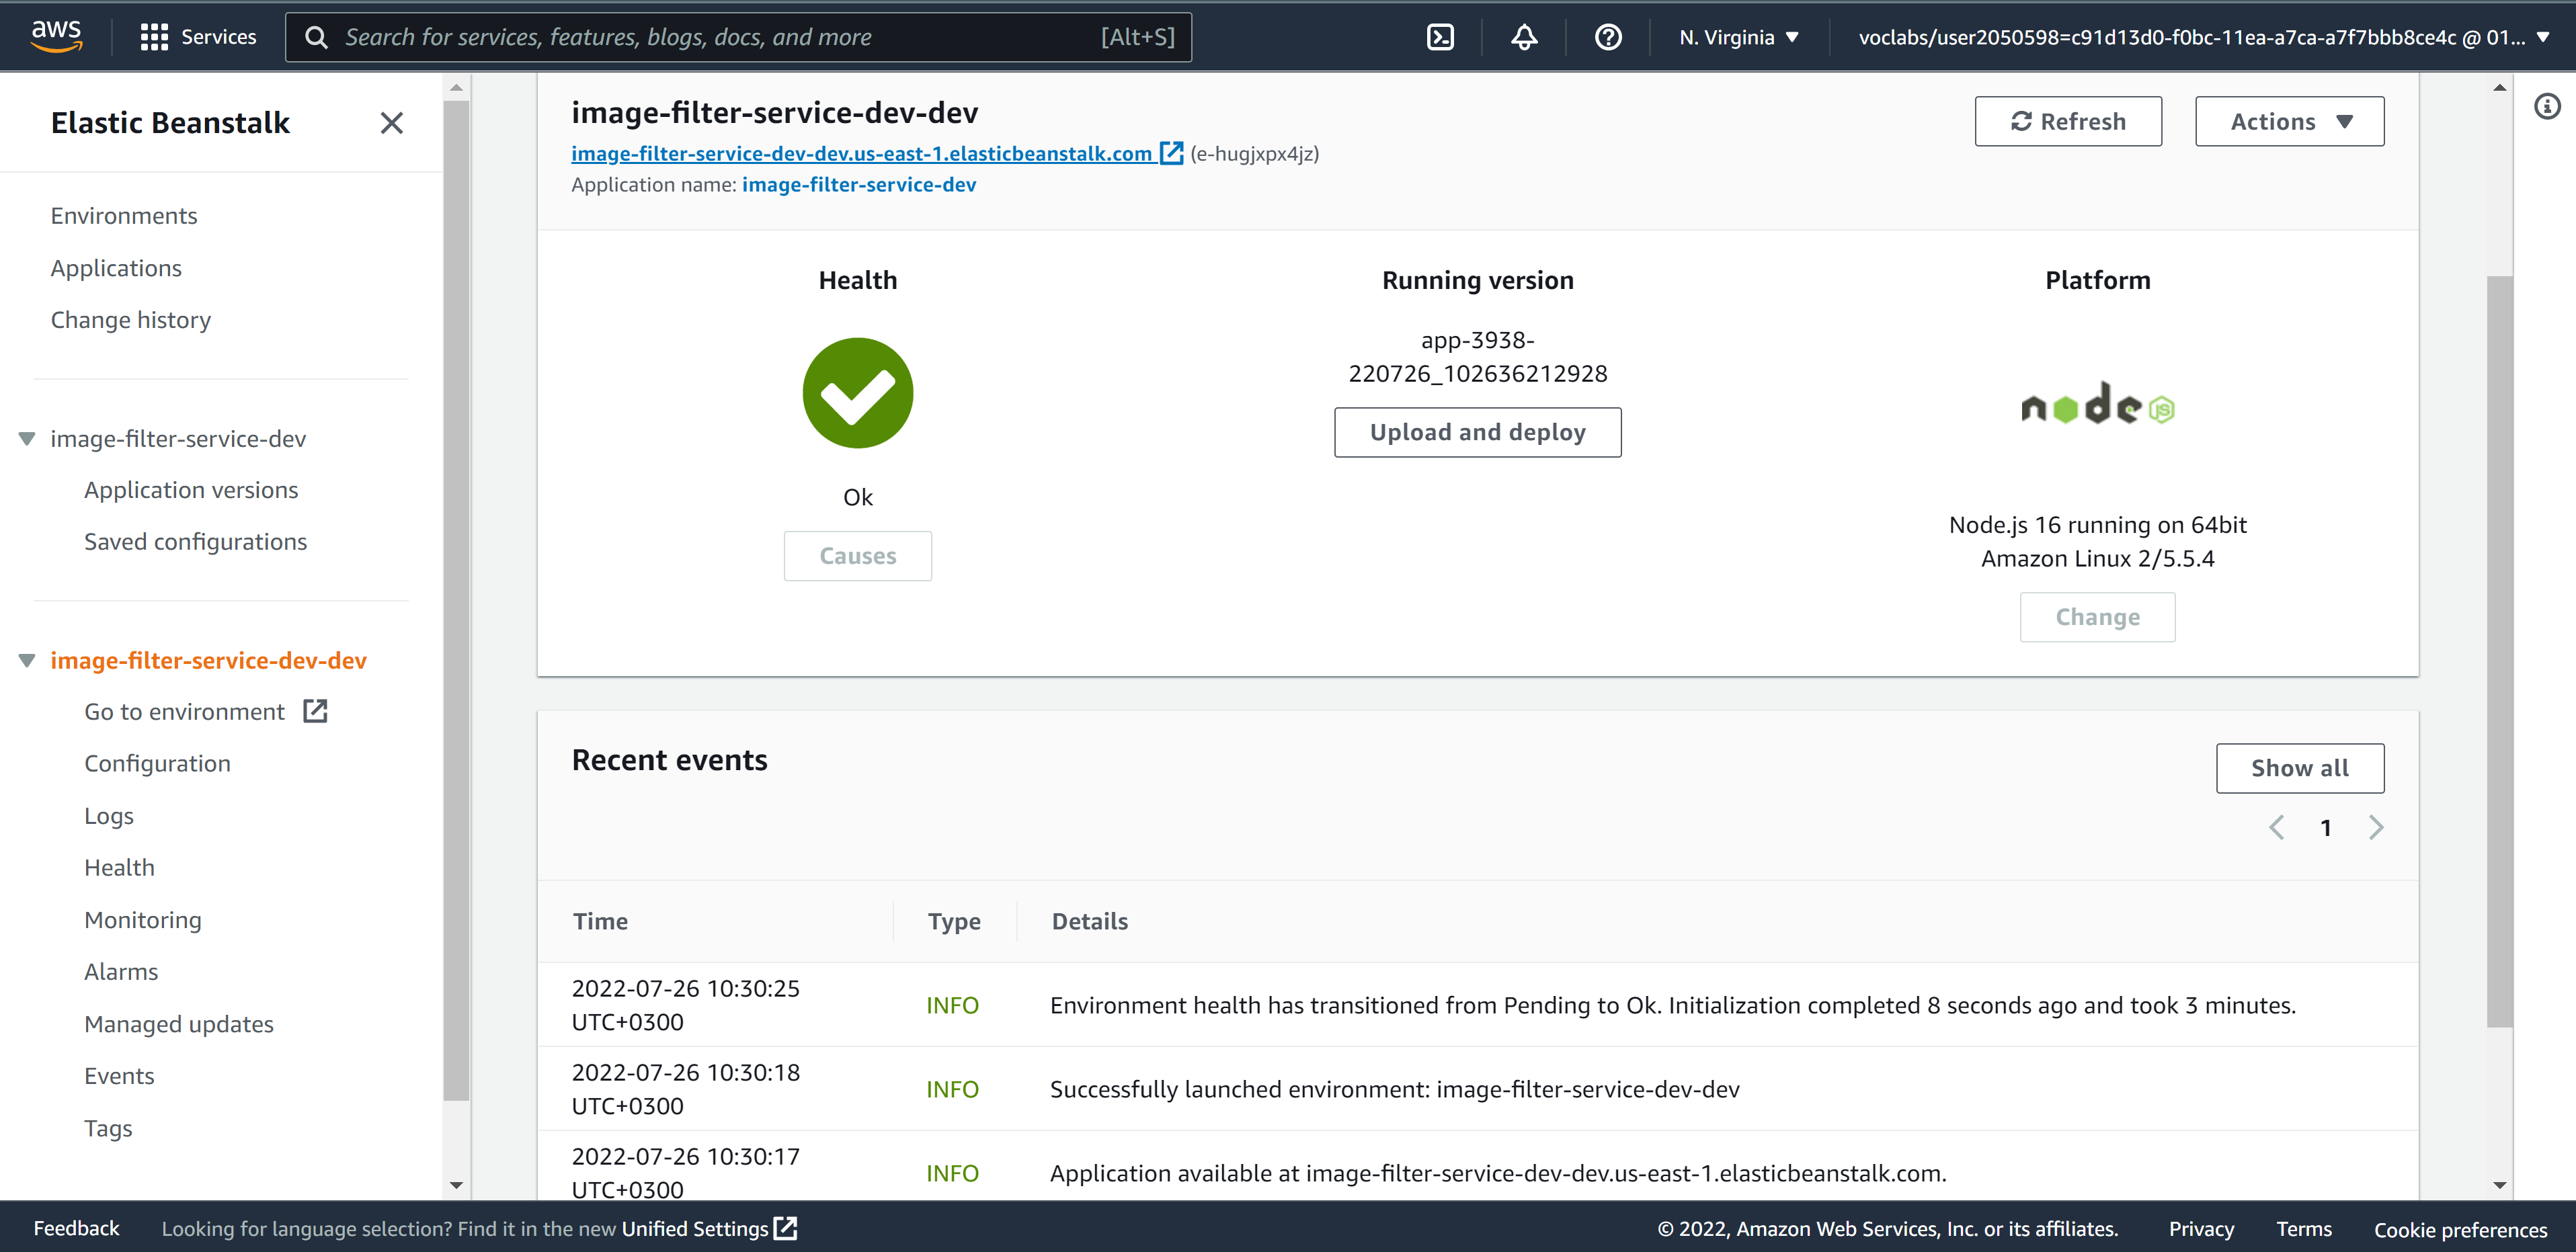 aws
Services
Search for services, features, blogs, docs, and more
[Alt+S]
N. Virginia
voclabs/user2050598=c91d13d0-f0bc-11ea-a7ca-a7f7bbb8ce4c @ 01...
Elastic Beanstalk
Environments
Applications
Change history
image-filter-service-dev
Application versions
Saved configurations
image-filter-service-dev-dev
Go to environment
Configuration
Logs
Health
Monitoring
Alarms
Managed updates
Events
Tags
image-filter-service-dev-dev
image-filter-service-dev-dev.us-east-1.elasticbeanstalk.com (e-hugjxpx4jz)
Application name: image-filter-service-dev
Refresh
Actions
Health
Ok
Causes
Running version
app-3938-
220726_102636212928
Upload and deploy
Platform
node JS
Node.js 16 running on 64bit
Amazon Linux 2/5.5.4
Change
Recent events
Show all
1
Time Type Details
2022-07-26 10:30:25
UTC+0300
INFO
Environment health has transitioned from Pending to Ok. Initialization completed 8 seconds ago and took 3 minutes.
2022-07-26 10:30:18
UTC+0300
INFO
Successfully launched environment: image-filter-service-dev-dev
2022-07-26 10:30:17
UTC+0300
INFO
Application available at image-filter-service-dev-dev.us-east-1.elasticbeanstalk.com.
Feedback
Looking for language selection? Find it in the new Unified Settings
© 2022, Amazon Web Services, Inc. or its affiliates.
Privacy
Terms
Cookie preferences